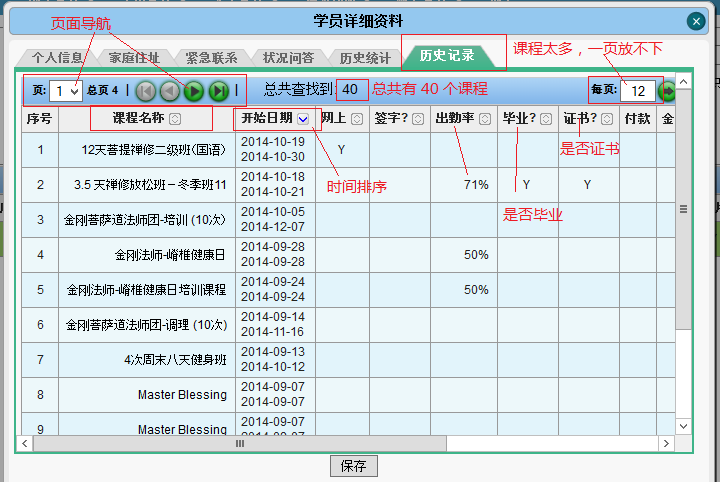 学员详细资料
页面导航
个人信息 家庭住址 紧急联系 状况问答 历史统计 历史记录 课程太多，一页放不下
页: 1 总页 4 | | 总共查找到 40 总共有 40 个课程 每页: 12
序号 课程名称 开始日期 网上 签字? 出勤率 毕业? 证书? 付款 金
1 12天菩提禅修二级班<国语> 2014-10-19 Y
2014-10-30
是否证书
2 3.5 天禅修放松班－冬季班11 2014-10-18 71% Y Y
2014-10-21
时间排序
3 金刚菩萨道法师团-培训 (10次) 2014-10-05
2014-12-07
是否毕业
4 金刚法师-嵴椎健康日 2014-09-28 50%
2014-09-28
5 金刚法师-嵴椎健康日培训课程 2014-09-24 50%
2014-09-24
6 金刚菩萨道法师团-调理 (10次) 2014-09-14
2014-11-16
7 4次周末八天健身班 2014-09-13
2014-10-12
8 Master Blessing 2014-09-07
2014-09-07
9 Master Blessing 2014-09-07
2014-09-07
保存